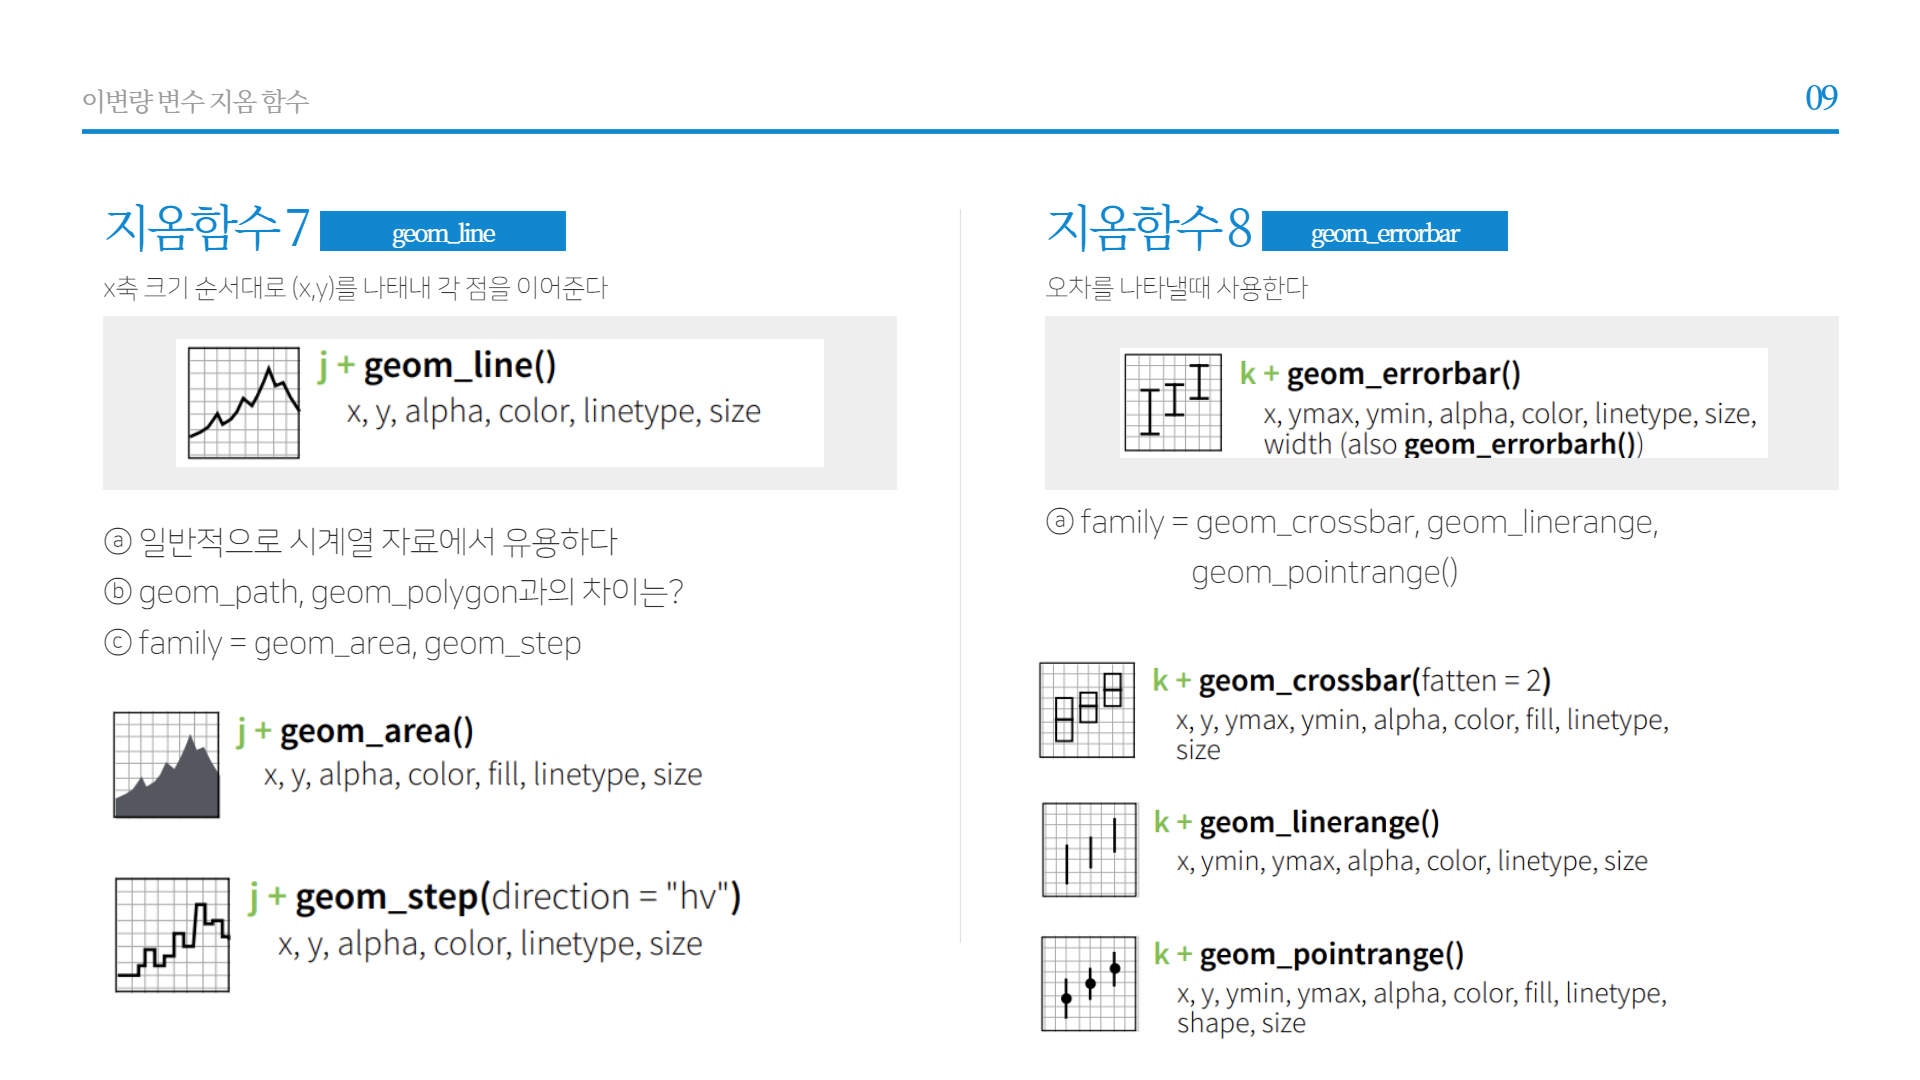 이변량 변수 지옴 함수
09
지옴함수 7
geom_line
x축 크기 순서대로 (x,y)를 나태내 각 점을 이어준다
j + geom_line()
x, y, alpha, color, linetype, size
ⓐ 일반적으로 시계열 자료에서 유용하다
ⓑ geom_path, geom_polygon과의 차이는?
ⓒ family = geom_area, geom_step
j + geom_area()
x, y, alpha, color, fill, linetype, size
j + geom_step(direction = "hv")
x, y, alpha, color, linetype, size
지옴함수 8
geom_errorbar
오차를 나타낼때 사용한다
k + geom_errorbar()
x, ymax, ymin, alpha, color, linetype, size,
width (also geom_errorbarh())
ⓐ family = geom_crossbar, geom_linerange,
geom_pointrange()
k + geom_crossbar(fatten = 2)
x, y, ymax, ymin, alpha, color, fill, linetype,
size
k + geom_linerange()
x, ymin, ymax, alpha, color, linetype, size
k + geom_pointrange()
x, y, ymin, ymax, alpha, color, fill, linetype,
shape, size